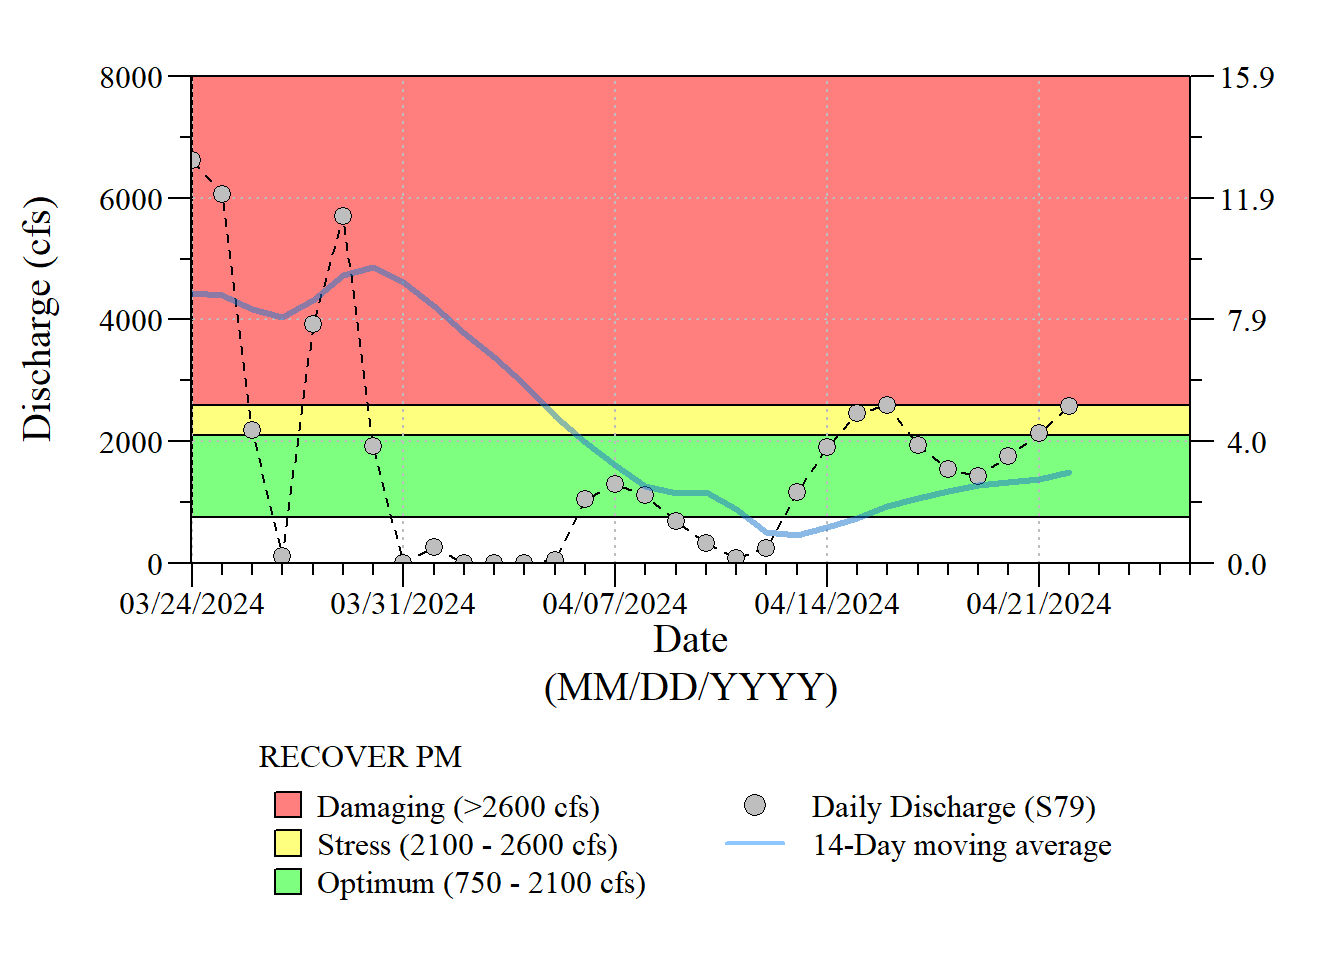 8000
6000
4000
2000
0
Discharge (cfs)
15.9
11.9
7.9
4.0
0.0
03/24/2024 03/31/2024 04/07/2024 04/14/2024 04/21/2024
Date
(MM/DD/YYYY)
RECOVER PM
Damaging (>2600 cfs)
Stress (2100 - 2600 cfs)
Optimum (750 - 2100 cfs)
Daily Discharge (S79)
14-Day moving average